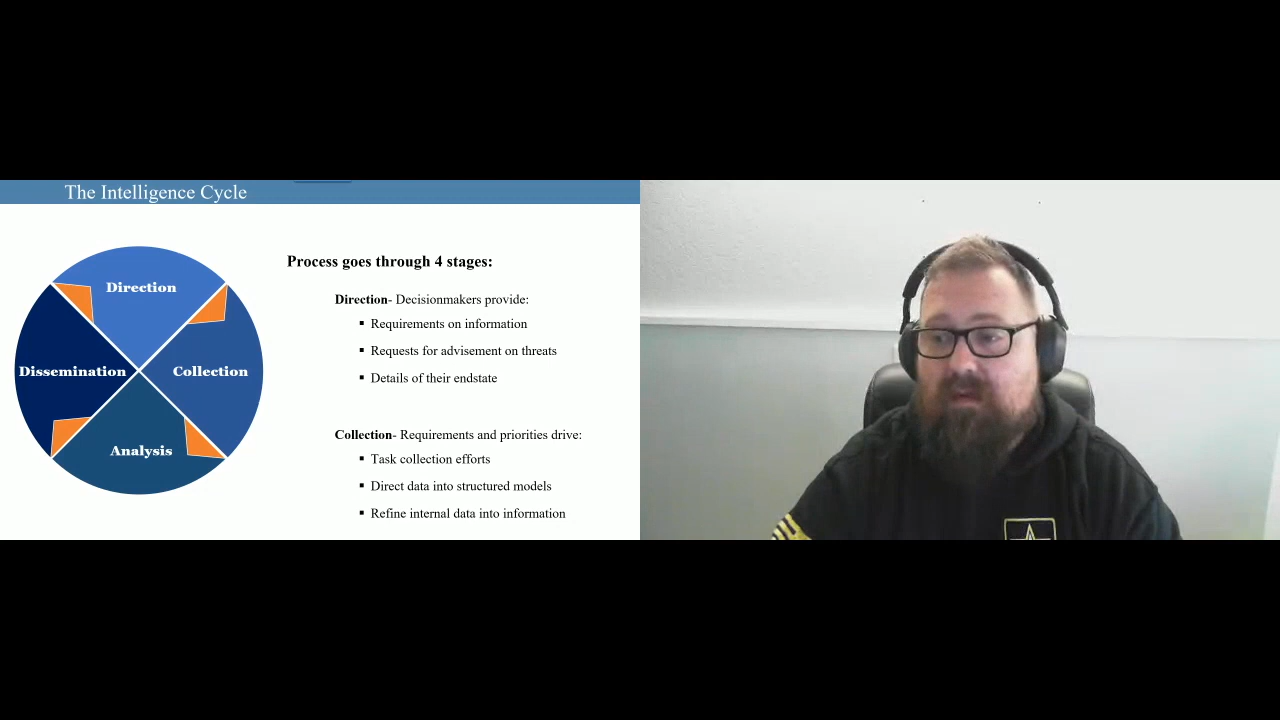 The Intelligence Cycle
Direction
Dissemination
Collection
Analysis
Process goes through 4 stages:
Direction- Decisionmakers provide:
▪ Requirements on information
▪ Requests for advisement on threats
▪ Details of their endstate
Collection- Requirements and priorities drive:
▪ Task collection efforts
▪ Direct data into structured models
▪ Refine internal data into information